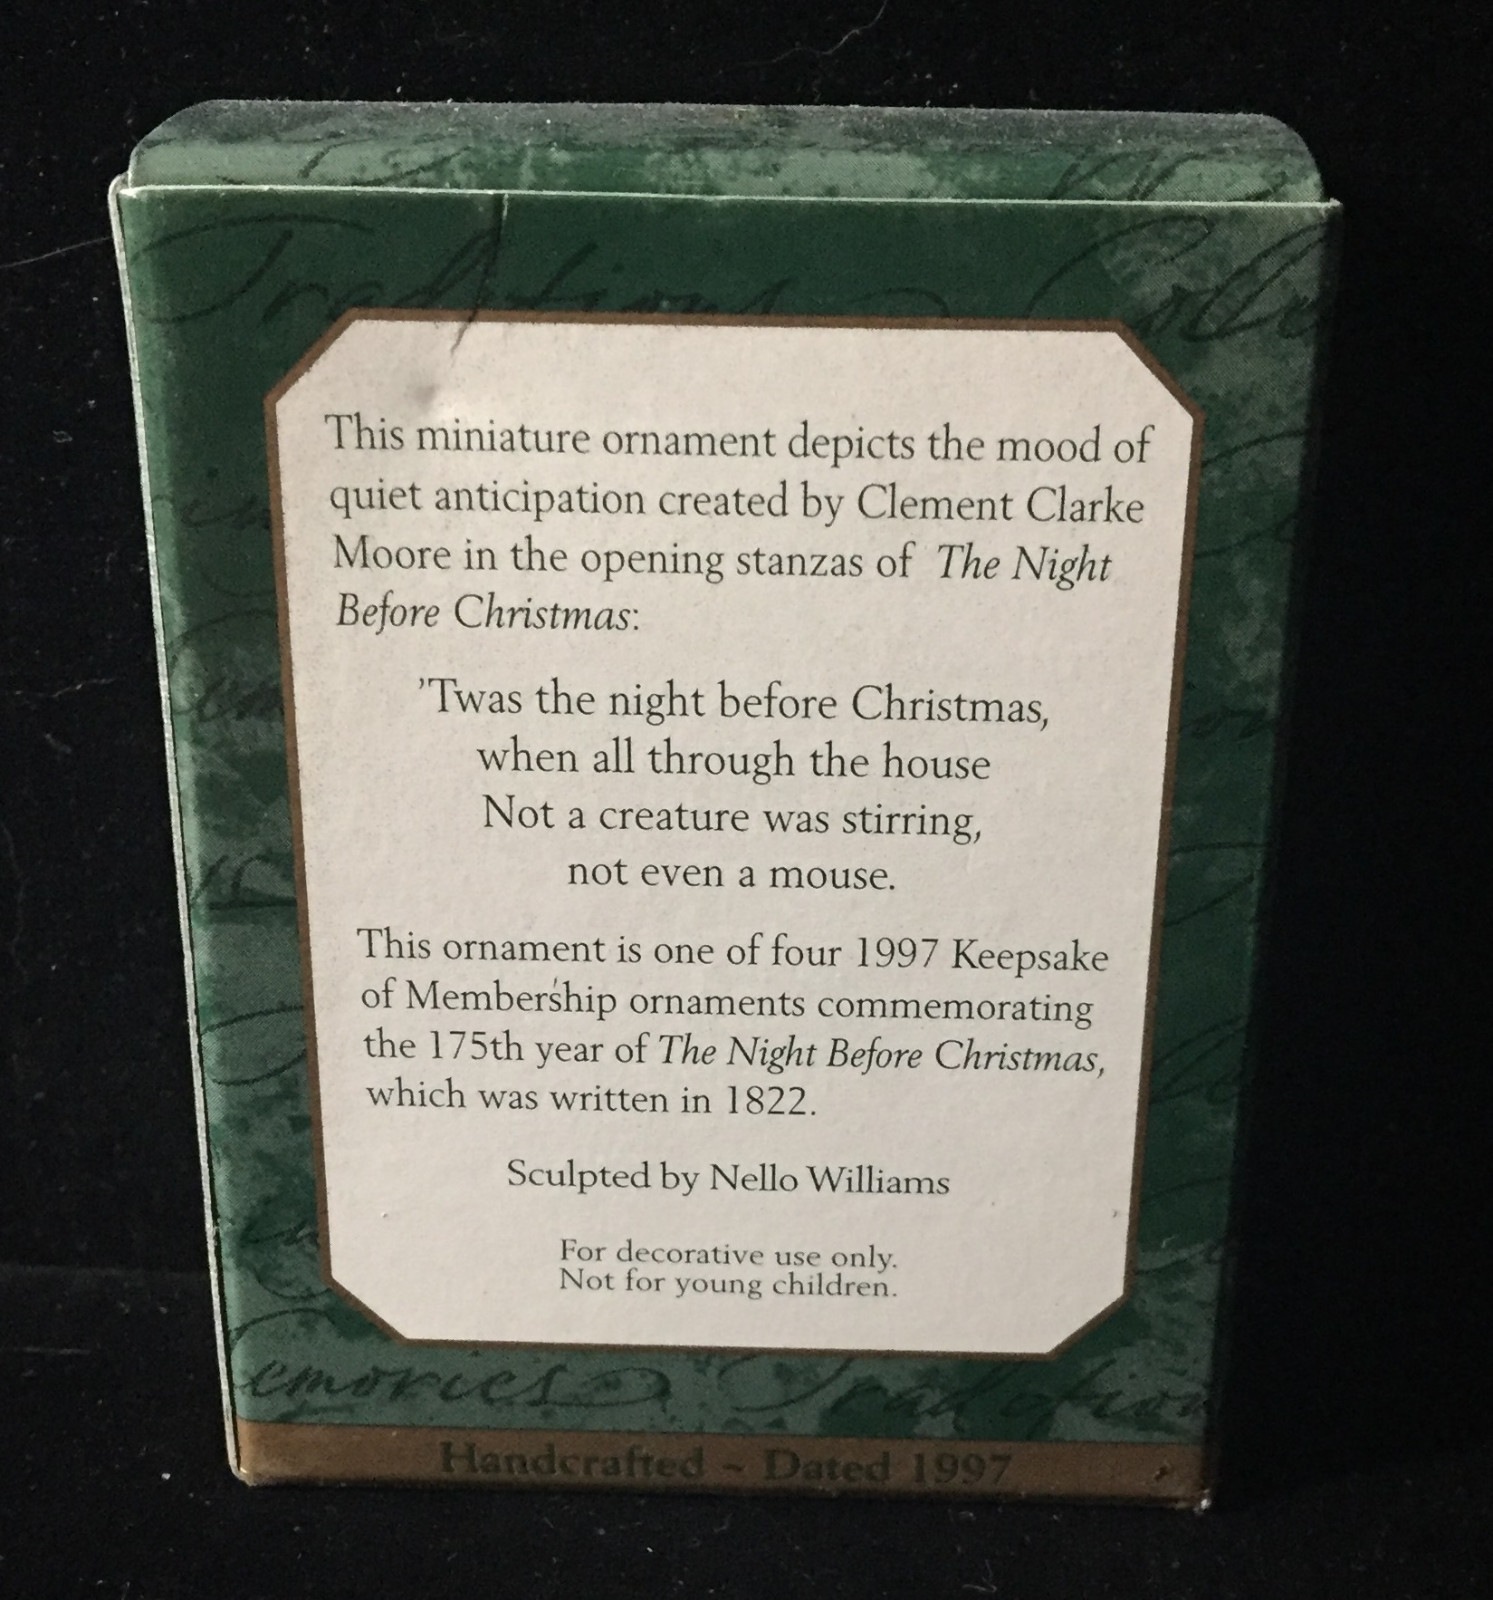 Traditions
This miniature ornament depicts the mood of
quiet anticipation created by Clement Clarke
Moore in the opening stanzas of The Night
Before Christmas:
'Twas the night before Christmas,
when all through the house
Not a creature was stirring,
not even a mouse.
This ornament is one of four 1997 Keepsake
of Membership ornaments commemorating
the 175th year of The Night Before Christmas,
which was written in 1822.
Sculpted by Nello Williams
For decorative use only.
Not for young children.
emories Tradition
Handcrafted ~ Dated 1997